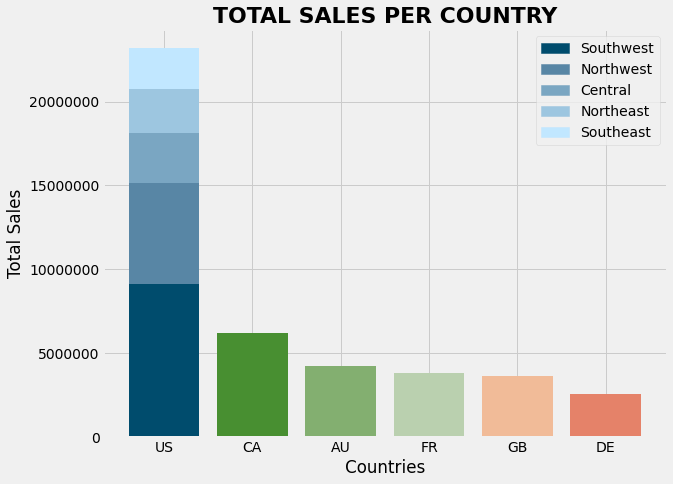 TOTAL SALES PER COUNTRY
Southwest
Northwest
Central
Northeast
Southeast
Total Sales
20000000
15000000
10000000
5000000
0
US CA AU FR GB DE
Countries